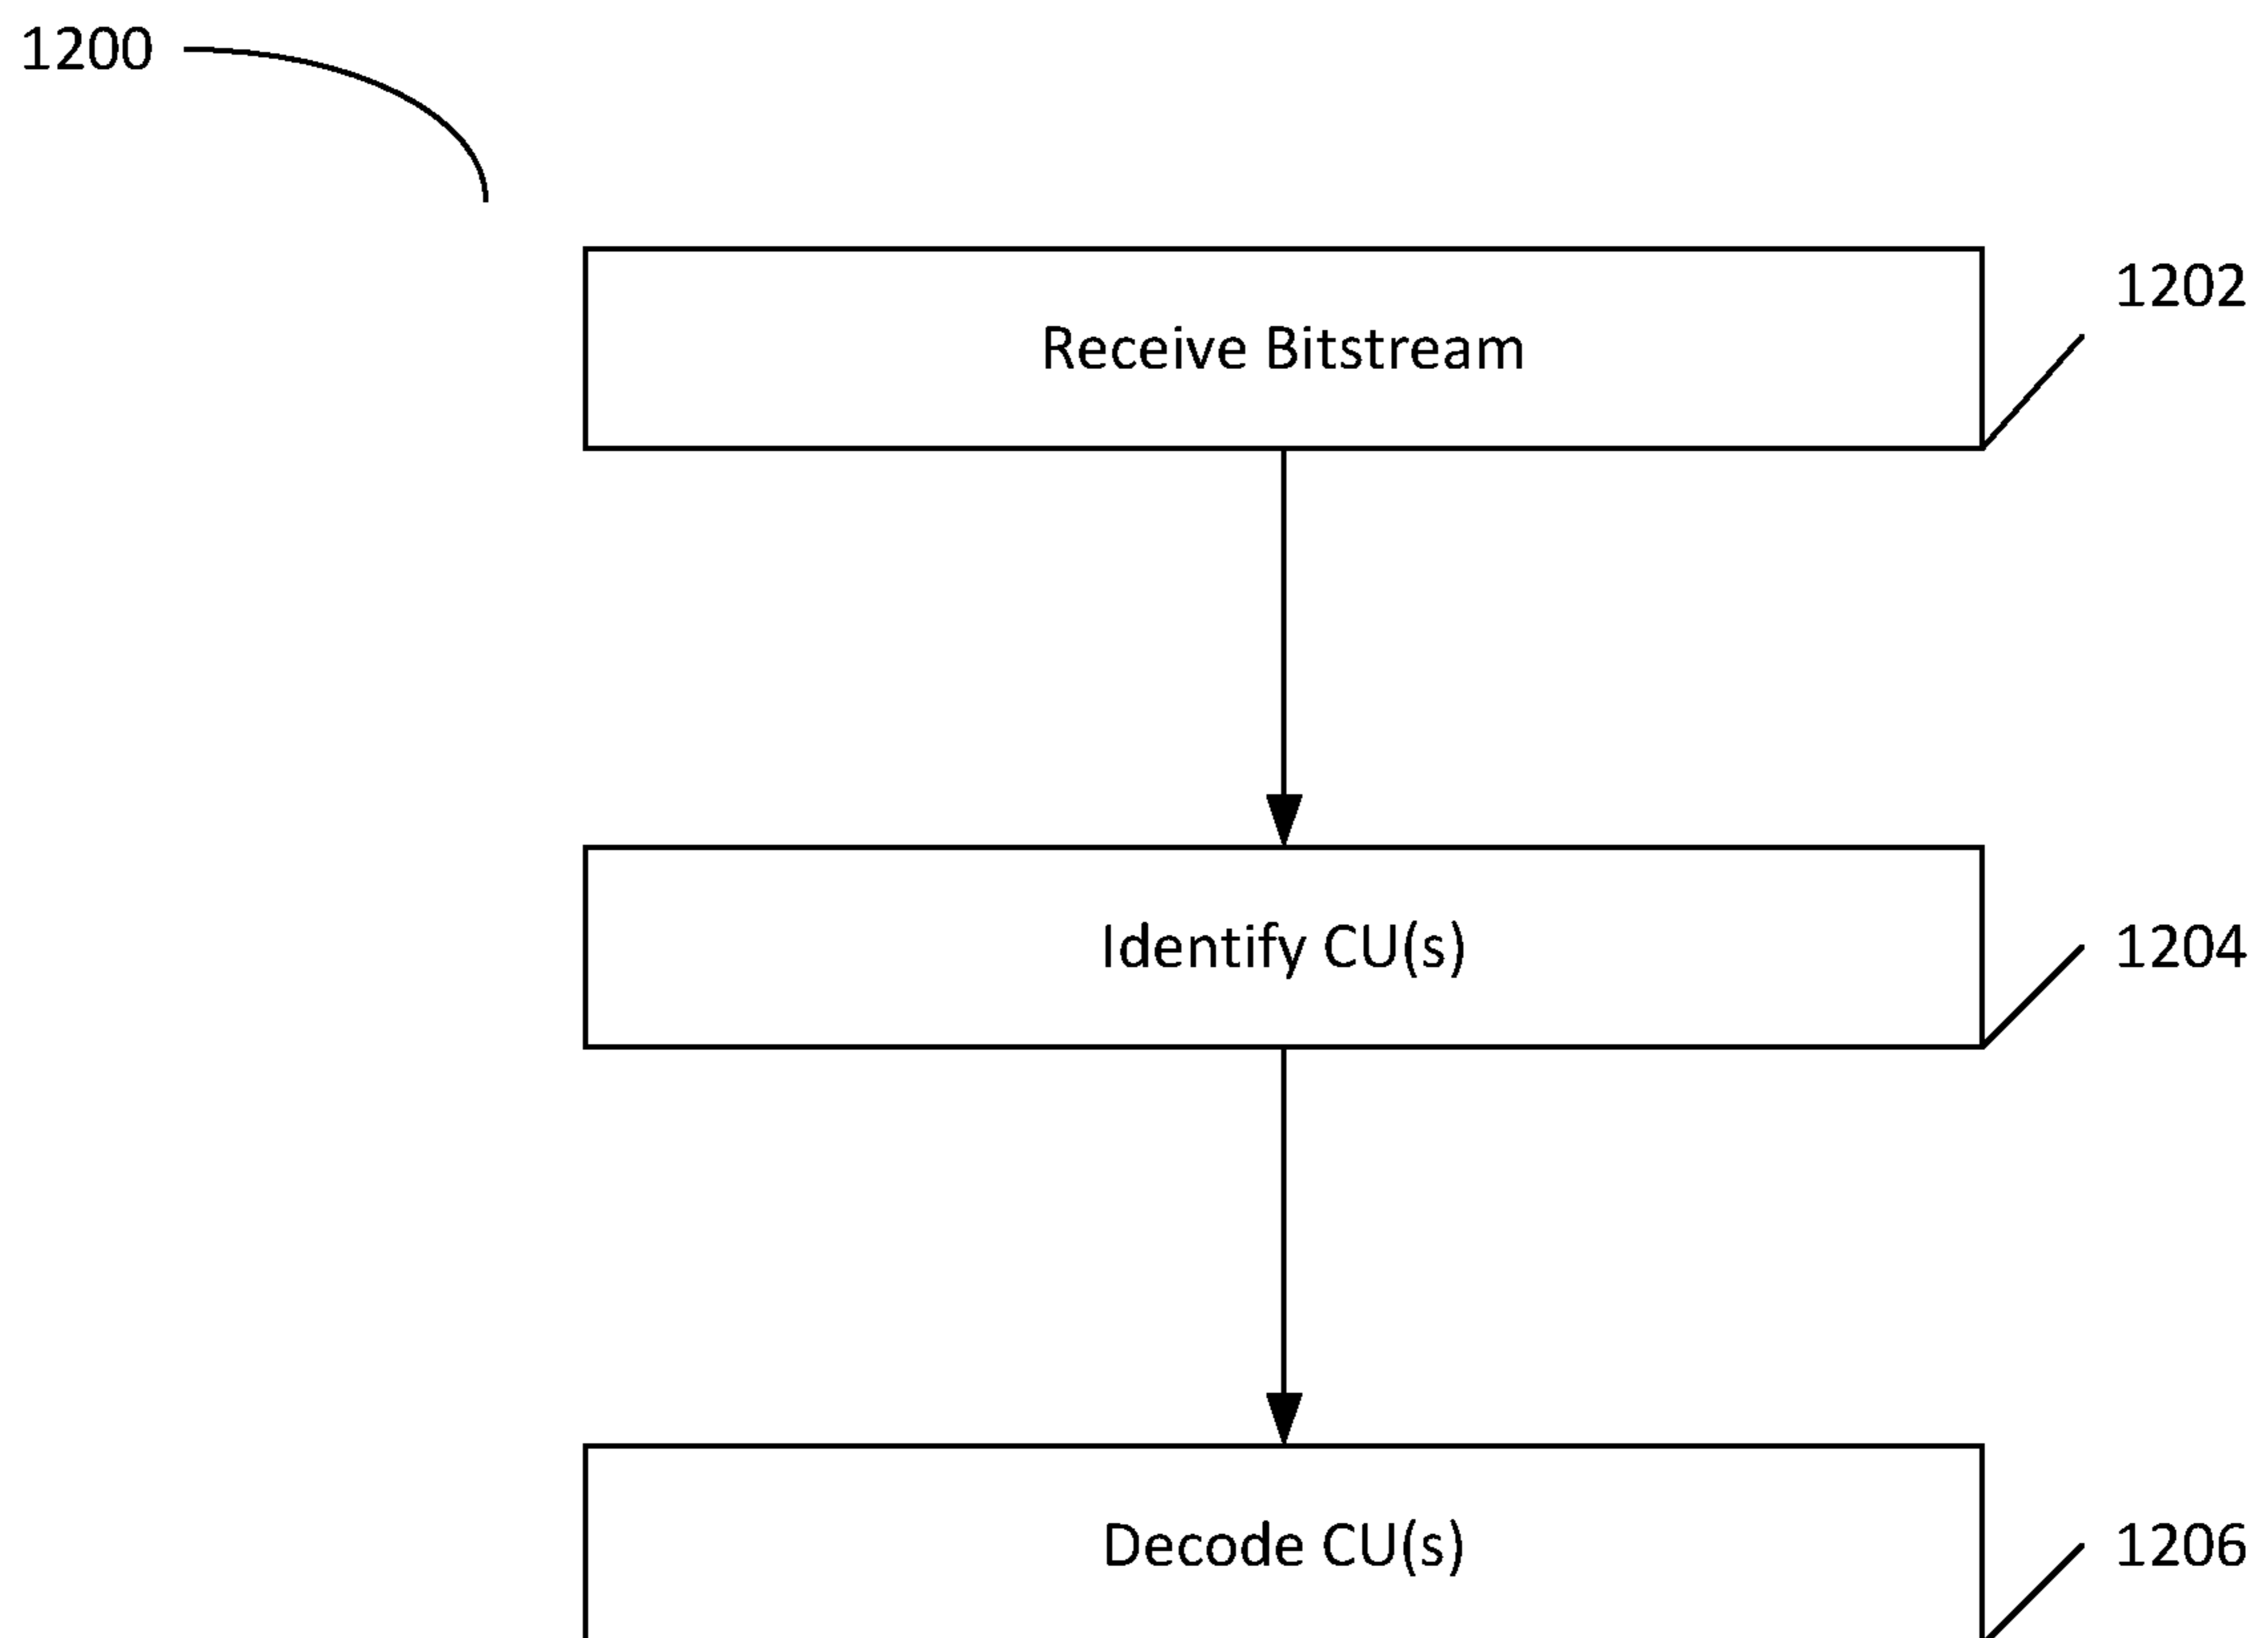 1200
1202
Receive Bitstream
Identify CU(s)
1204
Decode CU(s)
1206